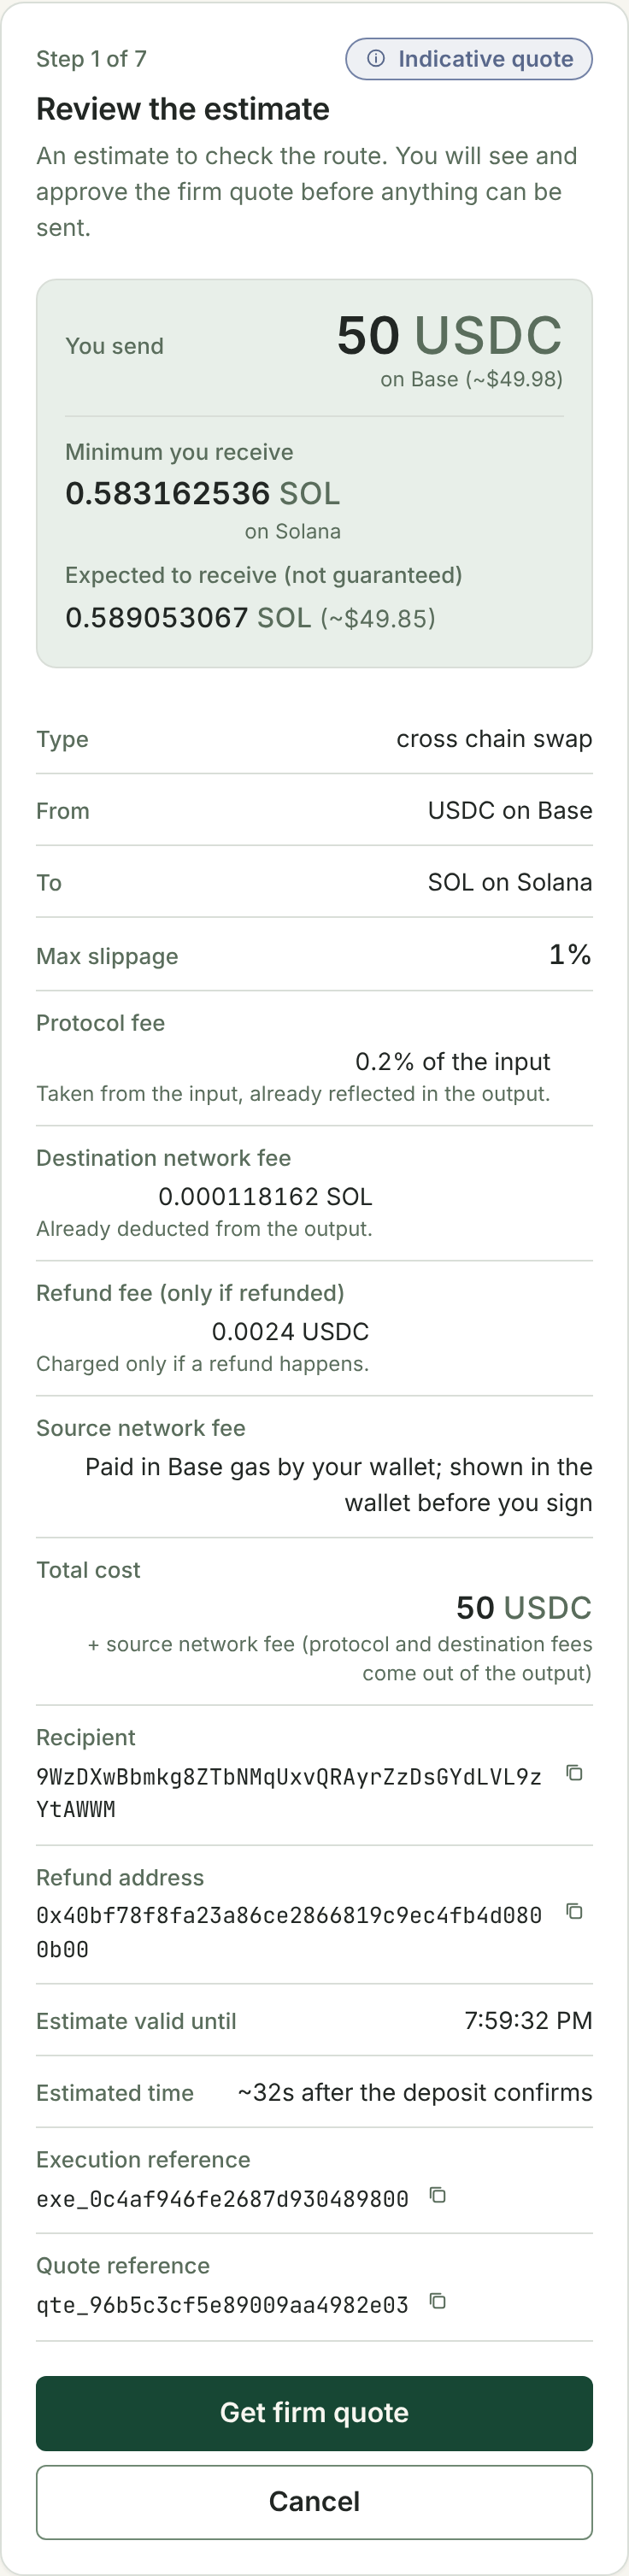 Step 1 of 7
Indicative quote
Review the estimate
An estimate to check the route. You will see and
approve the firm quote before anything can be
sent.
You send
50 USDC
on Base (~$49.98)
Minimum you receive
0.583162536 SOL
on Solana
Expected to receive (not guaranteed)
0.589053067 SOL (~$49.85)
Type
cross chain swap
From
USDC on Base
To
SOL on Solana
Max slippage
1%
Protocol fee
0.2% of the input
Taken from the input, already reflected in the output.
Destination network fee
0.000118162 SOL
Already deducted from the output.
Refund fee (only if refunded)
0.0024 USDC
Charged only if a refund happens.
Source network fee
Paid in Base gas by your wallet; shown in the
wallet before you sign
Total cost
50 USDC
+ source network fee (protocol and destination fees
come out of the output)
Recipient
9WzDXwBbmkg8ZTbNMqUxvQRAyrZzDsGYdLVL9z
YtAWWM
Refund address
0x40bf78f8fa23a86ce2866819c9ec4fb4d080
0b00
Estimate valid until
7:59:32 PM
Estimated time
~32s after the deposit confirms
Execution reference
exe_0c4af946fe2687d930489800
Quote reference
qte_96b5c3cf5e89009aa4982e03
Get firm quote
Cancel